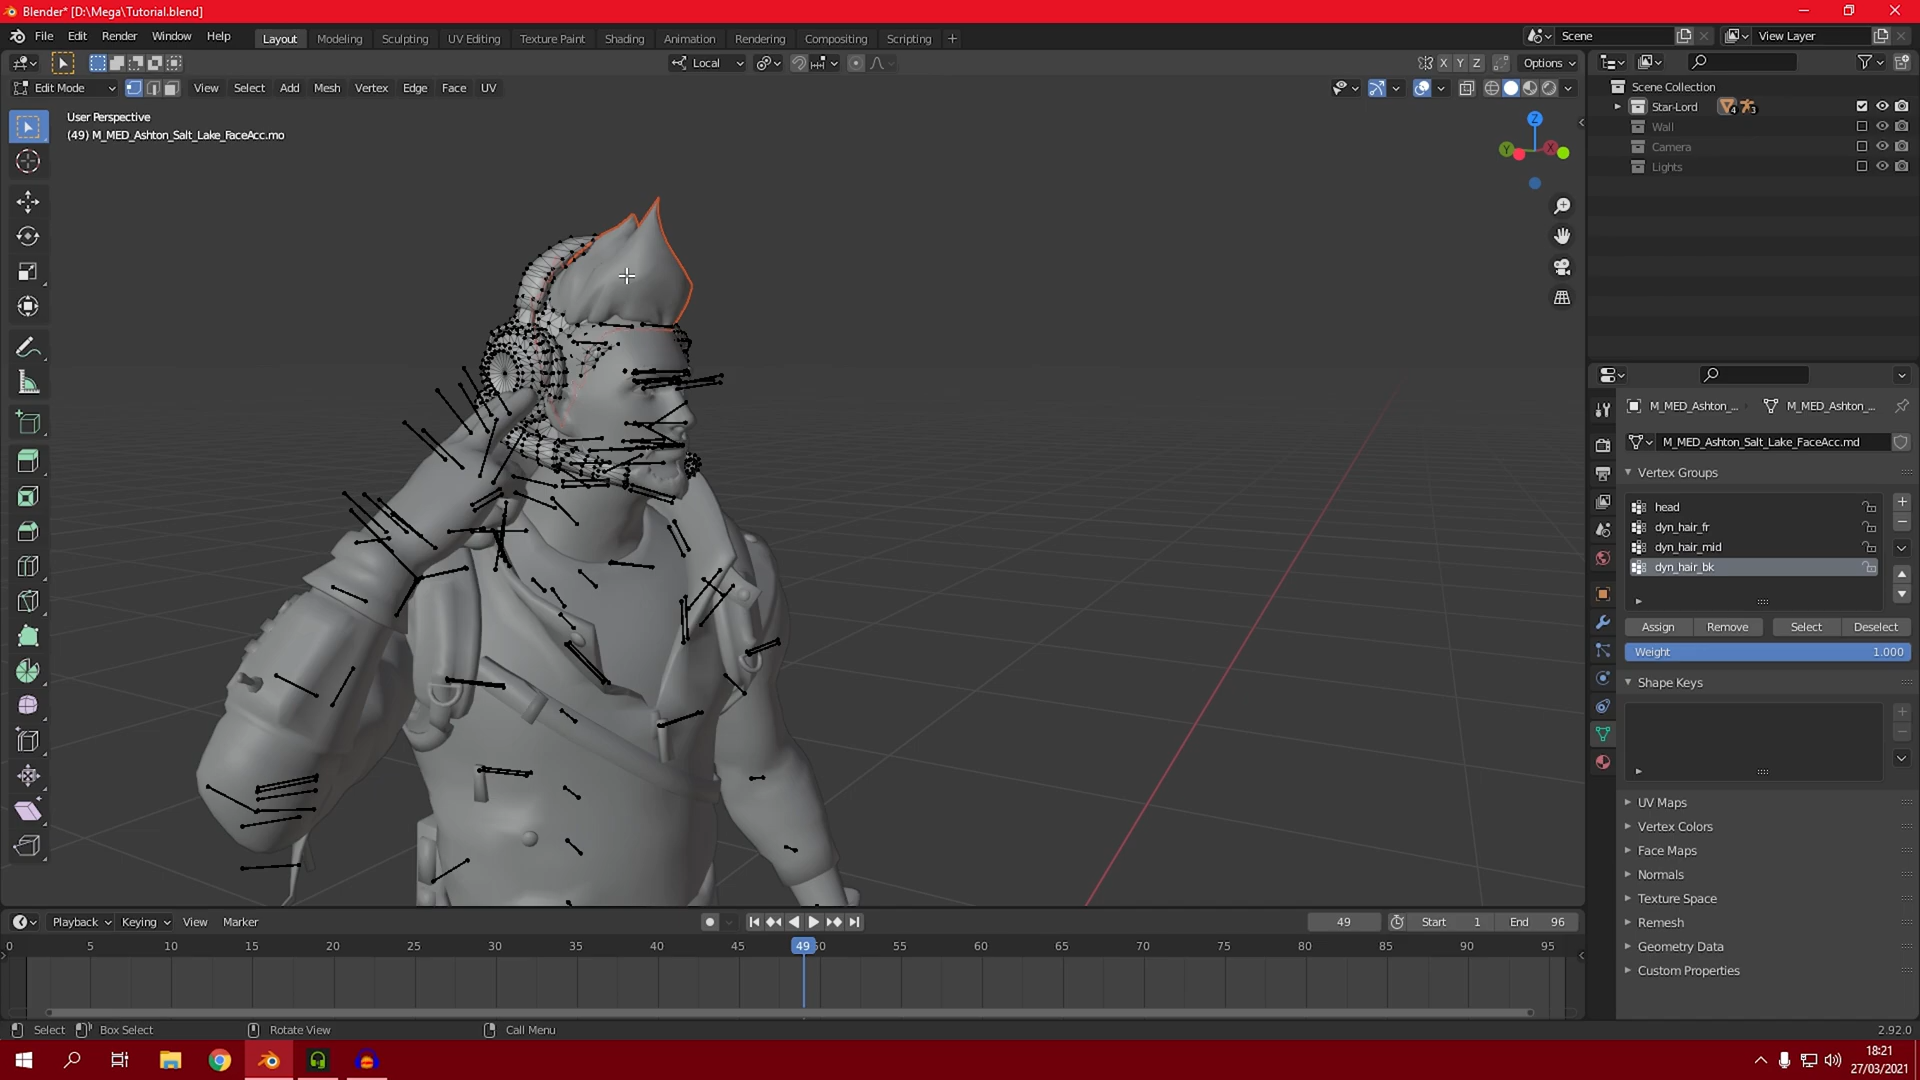 Blender* [D:\Mega\Tutorial.blend]
File Edit Render Window Help
Layout Modeling Sculpting UV Editing Texture Paint Shading Animation Rendering Compositing Scripting +
Scene
View Layer
Local
X Y Z
Options
Edit Mode
View Select Add Mesh Vertex Edge Face UV
User Perspective
(49) M_MED_Ashton_Salt_Lake_FaceAcc.mo
Z
Y
X
Scene Collection
Star-Lord
4
3
Wall
Camera
Lights
M_MED_Ashton_...
M_MED_Ashton_...
M_MED_Ashton_Salt_Lake_FaceAcc.md
Vertex Groups
head
dyn_hair_fr
dyn_hair_mid
dyn_hair_bk
Assign Remove Select Deselect
Weight 1.000
Shape Keys
UV Maps
Vertex Colors
Face Maps
Normals
Texture Space
Remesh
Geometry Data
Custom Properties
Playback Keying View Marker
49
Start 1
End 96
0 5 10 15 20 25 30 35 40 45 49 50 55 60 65 70 75 80 85 90 95
Select Box Select Rotate View Call Menu
2.92.0
18:21
27/03/2021